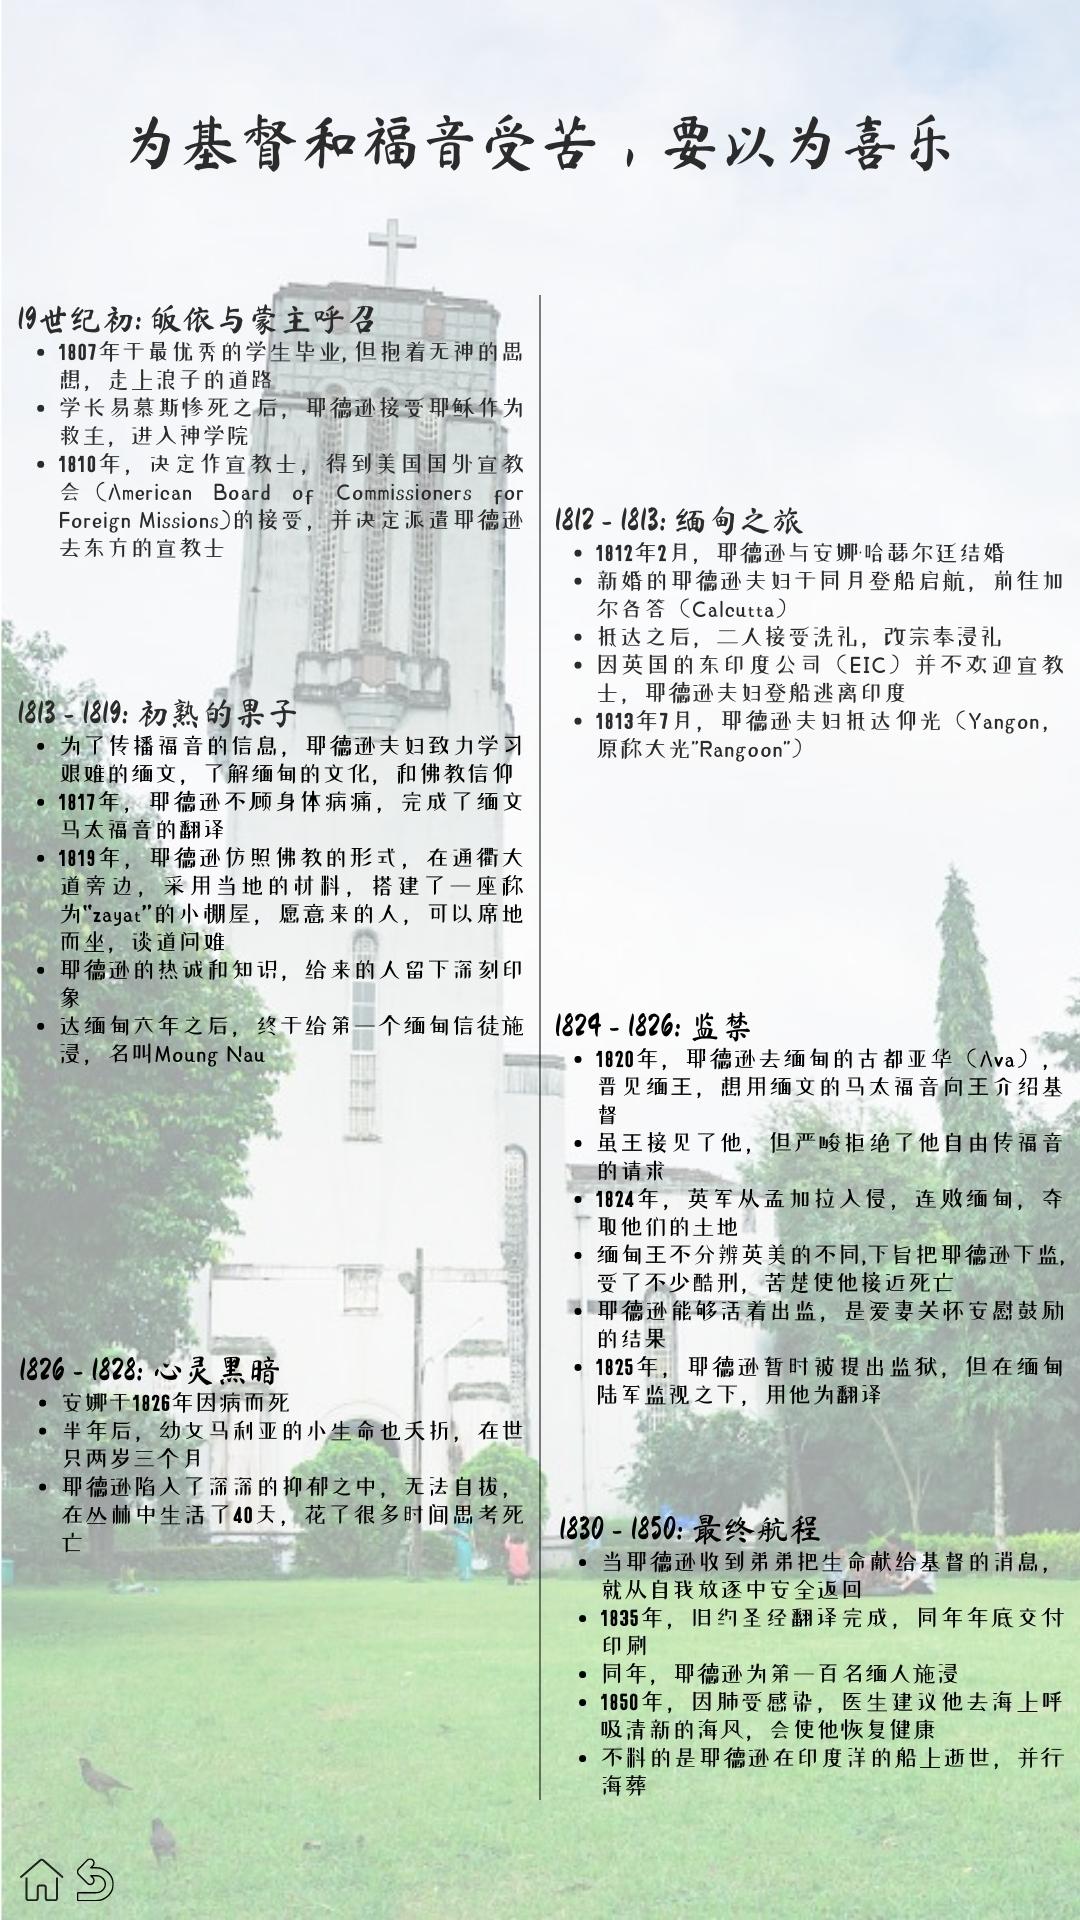 为基督和福音受苦，要以为喜乐
19世纪初: 皈依与蒙主呼召
• 1807年于最优秀的学生毕业,但抱着无神的思
想，走上浪子的道路
• 学长易慕斯惨死之后，耶德逊接受耶稣作为
救主，进入神学院
• 1810年，决定作宣教士，得到美国国外宣教
会（American Board of Commissioners for
Foreign Missions)的接受，并决定派遣耶德逊
去东方的宣教士
1812 - 1813: 缅甸之旅
• 1812年2月，耶德逊与安娜·哈瑟尔廷结婚
• 新婚的耶德逊夫妇于同月登船启航，前往加
尔各答（Calcutta）
• 抵达之后，二人接受洗礼，改宗奉浸礼
• 因英国的东印度公司（EIC）并不欢迎宣教
士，耶德逊夫妇登船逃离印度
• 1813年7月，耶德逊夫妇抵达仰光（Yangon,
原称大光"Rangoon"）
1813 - 1819: 初熟的果子
• 为了传播福音的信息，耶德逊夫妇致力学习
艰难的缅文，了解缅甸的文化，和佛教信仰
• 1817年，耶德逊不顾身体病痛，完成了缅文
马太福音的翻译
• 1819年，耶德逊仿照佛教的形式，在通衢大
道旁边，采用当地的材料，搭建了一座称
为"zayat"的小棚屋，愿意来的人，可以席地
而坐，谈道问难
• 耶德逊的热诚和知识，给来的人留下深刻印
象
• 达缅甸六年之后，终于给第一个缅甸信徒施
浸，名叫Moung Nau
1824 - 1826: 监禁
• 1820年，耶德逊去缅甸的古都亚华（Ava），
晋见缅王，想用缅文的马太福音向王介绍基
督
• 虽王接见了他，但严峻拒绝了他自由传福音
的请求
• 1824年，英军从孟加拉入侵，连败缅甸，夺
取他们的土地
• 缅甸王不分辨英美的不同,下旨把耶德逊下监,
受了不少酷刑，苦楚使他接近死亡
• 耶德逊能够活着出监，是爱妻关怀安慰鼓励
的结果
• 1825年，耶德逊暂时被提出监狱，但在缅甸
陆军监视之下，用他为翻译
1826 - 1828: 心灵黑暗
• 安娜于1826年因病而死
• 半年后，幼女马利亚的小生命也夭折，在世
只两岁三个月
• 耶德逊陷入了深深的抑郁之中，无法自拔，
在丛林中生活了40天，花了很多时间思考死
亡
1830 - 1850: 最终航程
• 当耶德逊收到弟弟把生命献给基督的消息，
就从自我放逐中安全返回
• 1835年，旧约圣经翻译完成，同年年底交付
印刷
• 同年，耶德逊为第一百名缅人施浸
• 1850年，因肺受感染，医生建议他去海上呼
吸清新的海风，会使他恢复健康
• 不料的是耶德逊在印度洋的船上逝世，并行
海葬